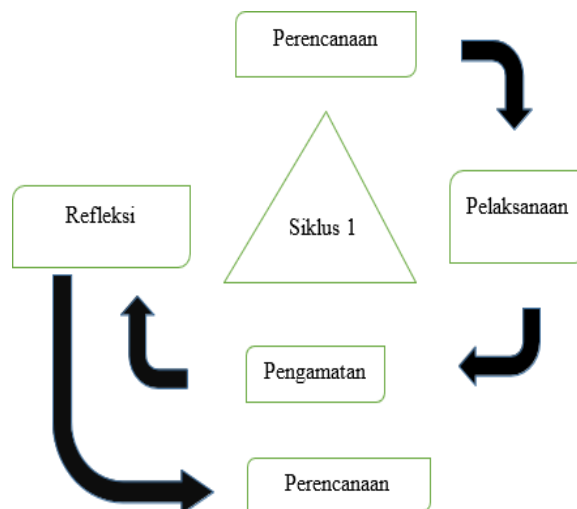 Perencanaan
Pelaksanaan
Refleksi
Siklus 1
Pengamatan
Perencanaan